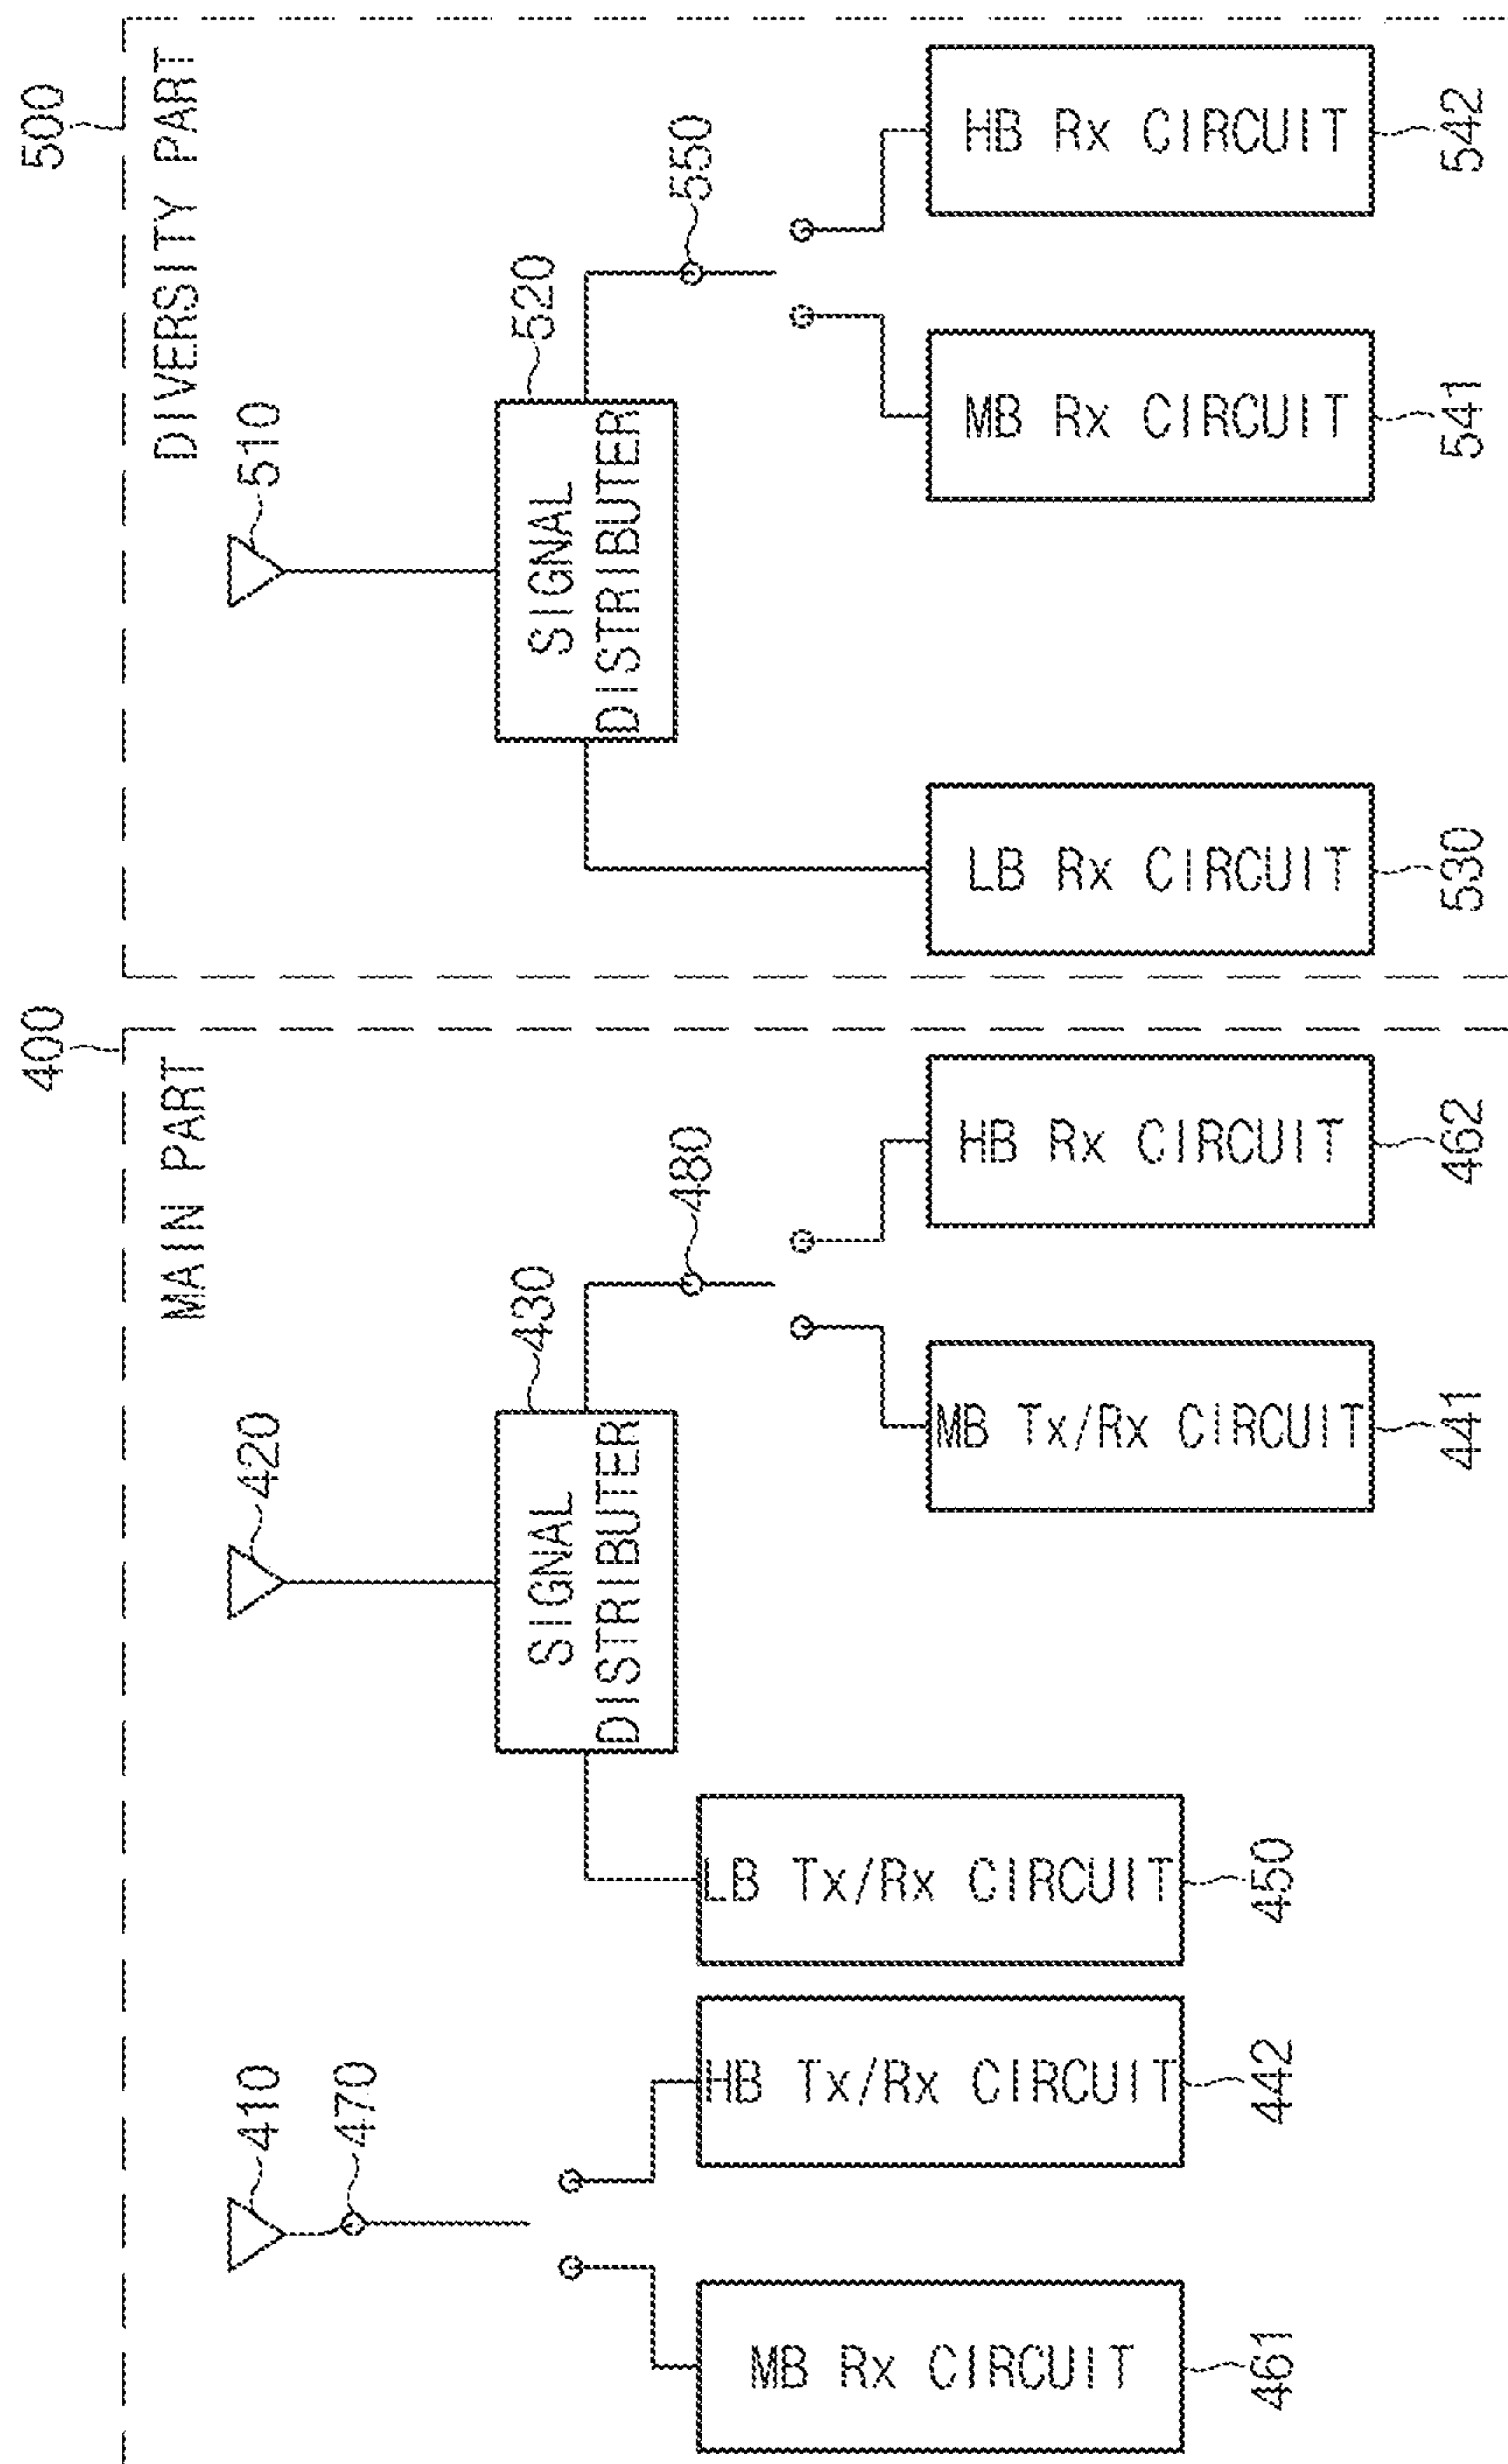 400
MAIN PART
410
470
420
430
SIGNAL
DISTRIBUTER
480
MB Rx CIRCUIT
461
HB Tx/Rx CIRCUIT
442
LB Tx/Rx CIRCUIT
450
MB Tx/Rx CIRCUIT
441
HB Rx CIRCUIT
462
500
DIVERSITY PART
510
520
SIGNAL
DISTRIBUTER
550
LB Rx CIRCUIT
530
MB Rx CIRCUIT
541
HB Rx CIRCUIT
542